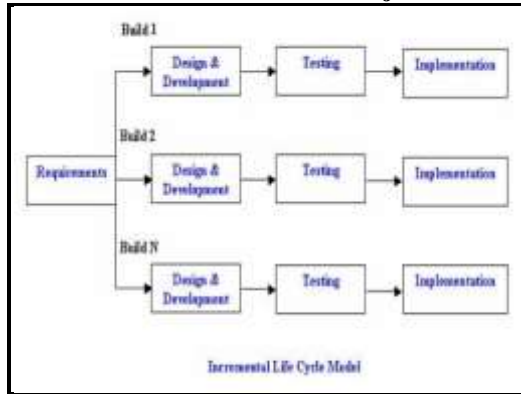 Build 1
Design &
Development
Testing
Implementation
Build 2
Requirements
Design &
Development
Testing
Implementation
Build N
Design &
Development
Testing
Implementation
Incremental Life Cycle Model